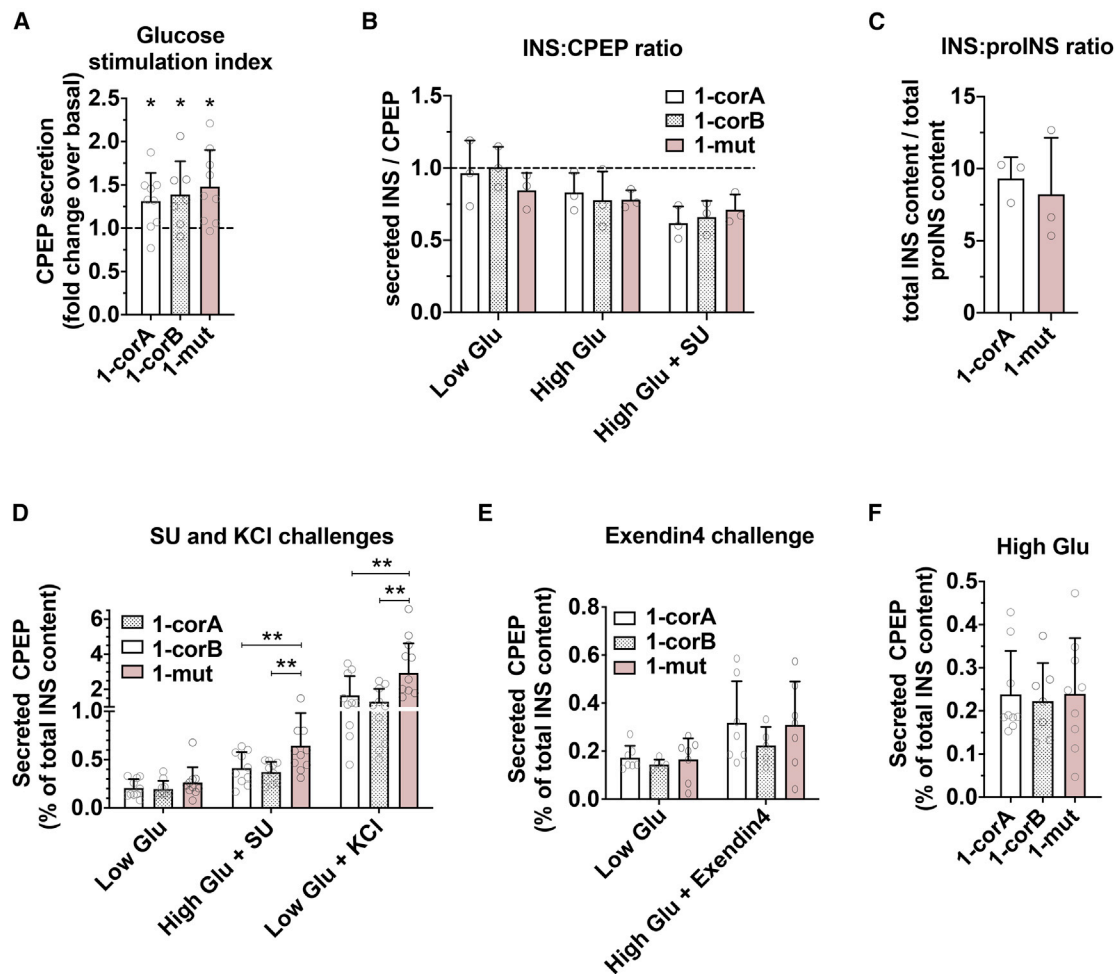 A
Glucose
stimulation index
CPEP secretion
(fold change over basal)
2.5
2.0
1.5
1.0
0.5
0.0
* * *
1-corA
1-corB
1-mut
B
INS:CPEP ratio
secreted INS / CPEP
1.5
1.0
0.5
0.0
1-corA
1-corB
1-mut
Low Glu
High Glu
High Glu + SU
C
INS:proINS ratio
total INS content / total
proINS content
15
10
5
0
1-corA
1-mut
D
SU and KCl challenges
Secreted CPEP
(% of total INS content)
6
4
2
1.0
0.5
0.0
1-corA
1-corB
1-mut
**
**
**
**
Low Glu
High Glu + SU
Low Glu + KCl
E
Exendin4 challenge
Secreted CPEP
(% of total INS content)
0.8
0.6
0.4
0.2
0.0
1-corA
1-corB
1-mut
Low Glu
High Glu + Exendin4
F
High Glu
Secreted CPEP
(% of total INS content)
0.5
0.4
0.3
0.2
0.1
0.0
1-corA
1-corB
1-mut